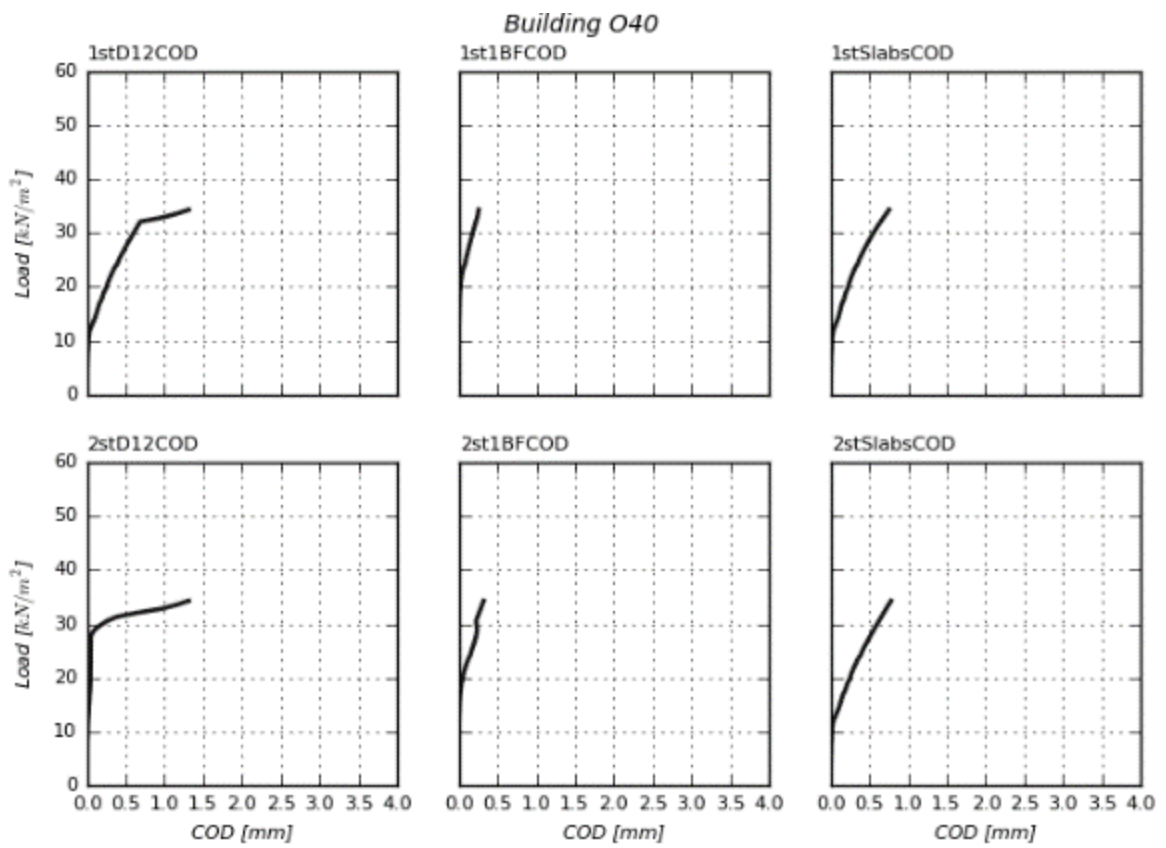 Building O40
1stD12COD
1st1BFCOD
1stSlabsCOD
60
50
40
30
20
10
0
Load [kN/m²]
2stD12COD
2st1BFCOD
2stSlabsCOD
60
50
40
30
20
10
0
Load [kN/m²]
0.0 0.5 1.0 1.5 2.0 2.5 3.0 3.5 4.0
0.0 0.5 1.0 1.5 2.0 2.5 3.0 3.5 4.0
0.0 0.5 1.0 1.5 2.0 2.5 3.0 3.5 4.0
COD [mm]
COD [mm]
COD [mm]